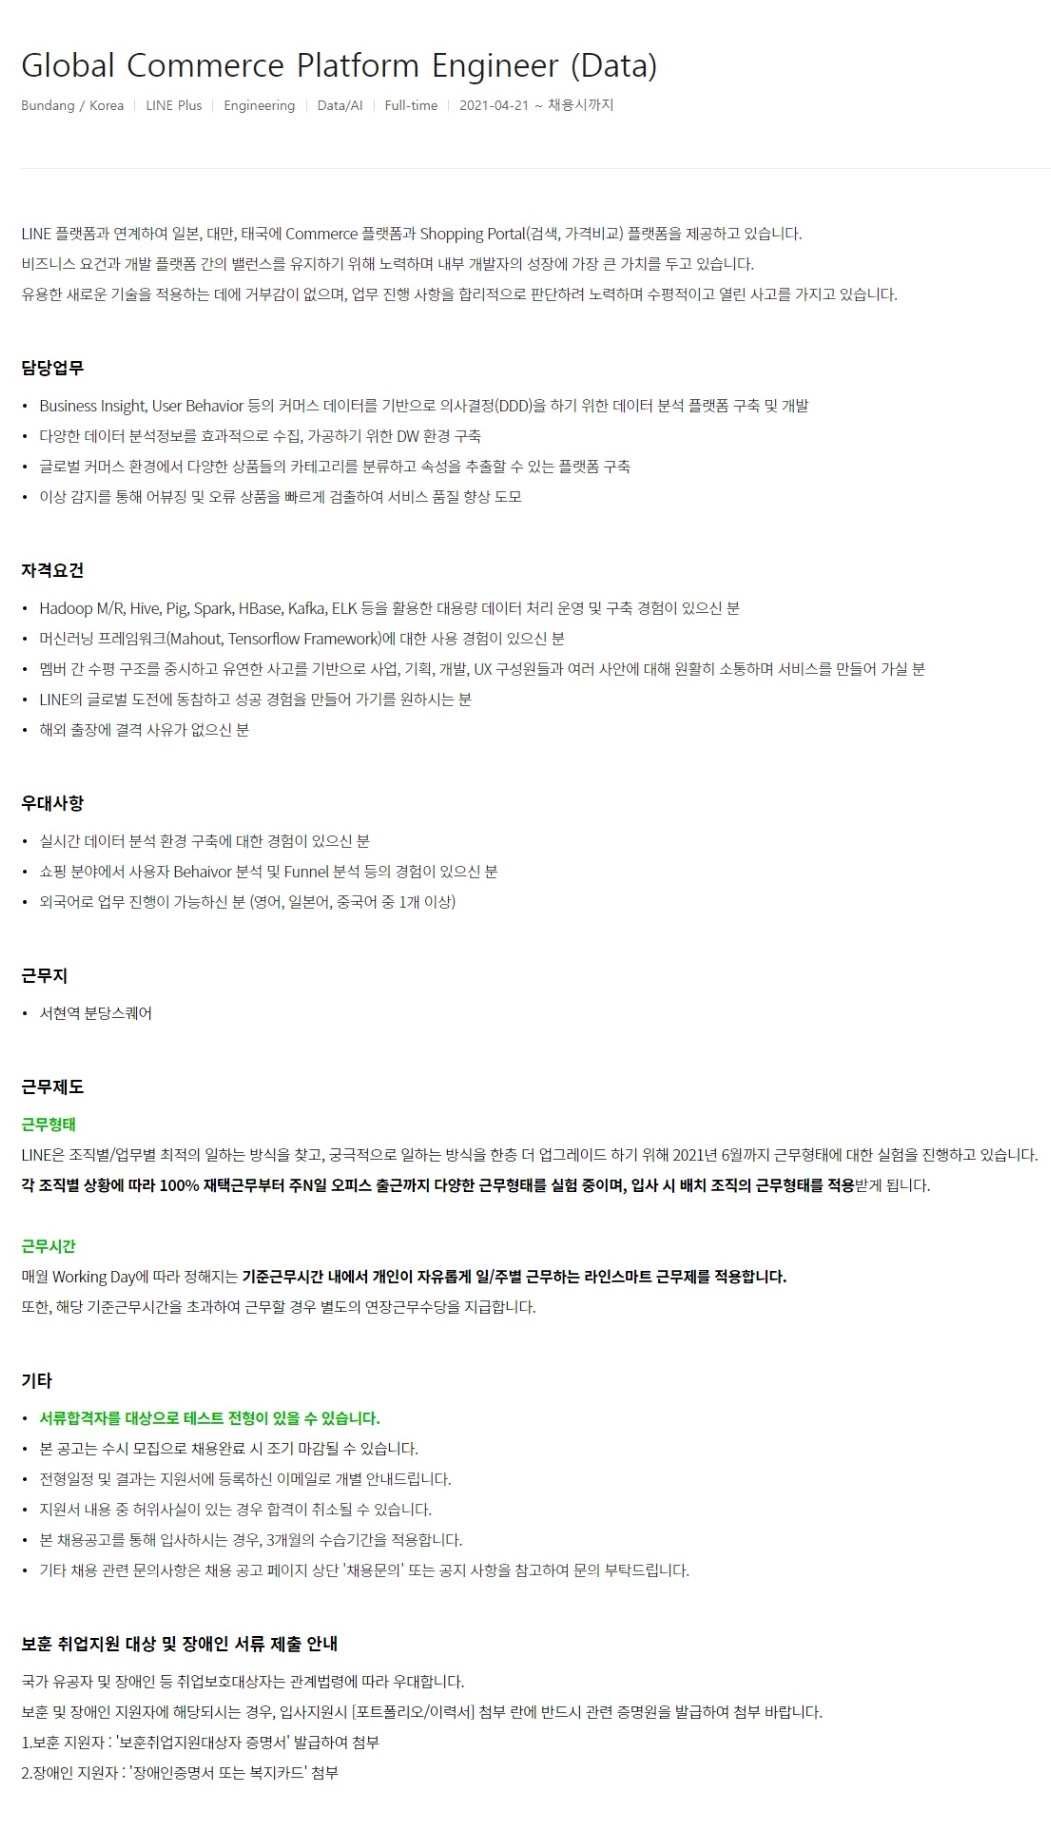 Global Commerce Platform Engineer (Data)
Bundang / Korea | LINE Plus | Engineering | Data/AI | Full-time | 2021-04-21 ~ 채용시까지
LINE 플랫폼과 연계하여 일본, 대만, 태국에 Commerce 플랫폼과 Shopping Portal(검색, 가격비교) 플랫폼을 제공하고 있습니다.
비즈니스 요건과 개발 플랫폼 간의 밸런스를 유지하기 위해 노력하며 내부 개발자의 성장에 가장 큰 가치를 두고 있습니다.
유용한 새로운 기술을 적용하는 데에 거부감이 없으며, 업무 진행 사항을 합리적으로 판단하려 노력하며 수평적이고 열린 사고를 가지고 있습니다.
담당업무
• Business Insight, User Behavior 등의 커머스 데이터를 기반으로 의사결정(DDD)을 하기 위한 데이터 분석 플랫폼 구축 및 개발
• 다양한 데이터 분석정보를 효과적으로 수집, 가공하기 위한 DW 환경 구축
• 글로벌 커머스 환경에서 다양한 상품들의 카테고리를 분류하고 속성을 추출할 수 있는 플랫폼 구축
• 이상 감지를 통해 어뷰징 및 오류 상품을 빠르게 검출하여 서비스 품질 향상 도모
자격요건
• Hadoop M/R, Hive, Pig, Spark, HBase, Kafka, ELK 등을 활용한 대용량 데이터 처리 운영 및 구축 경험이 있으신 분
• 머신러닝 프레임워크(Mahout, Tensorflow Framework)에 대한 사용 경험이 있으신 분
• 멤버 간 수평 구조를 중시하고 유연한 사고를 기반으로 사업, 기획, 개발, UX 구성원들과 여러 사안에 대해 원활히 소통하며 서비스를 만들어 가실 분
• LINE의 글로벌 도전에 동참하고 성공 경험을 만들어 가기를 원하시는 분
• 해외 출장에 결격 사유가 없으신 분
우대사항
• 실시간 데이터 분석 환경 구축에 대한 경험이 있으신 분
• 쇼핑 분야에서 사용자 Behaivor 분석 및 Funnel 분석 등의 경험이 있으신 분
• 외국어로 업무 진행이 가능하신 분 (영어, 일본어, 중국어 중 1개 이상)
근무지
• 서현역 분당스퀘어
근무제도
근무형태
LINE은 조직별/업무별 최적의 일하는 방식을 찾고, 궁극적으로 일하는 방식을 한층 더 업그레이드 하기 위해 2021년 6월까지 근무형태에 대한 실험을 진행하고 있습니다.
각 조직별 상황에 따라 100% 재택근무부터 주N일 오피스 출근까지 다양한 근무형태를 실험 중이며, 입사 시 배치 조직의 근무형태를 적용받게 됩니다.
근무시간
매월 Working Day에 따라 정해지는 기준근무시간 내에서 개인이 자유롭게 일/주별 근무하는 라인스마트 근무제를 적용합니다.
또한, 해당 기준근무시간을 초과하여 근무할 경우 별도의 연장근무수당을 지급합니다.
기타
• 서류합격자를 대상으로 테스트 전형이 있을 수 있습니다.
• 본 공고는 수시 모집으로 채용완료 시 조기 마감될 수 있습니다.
• 전형일정 및 결과는 지원서에 등록하신 이메일로 개별 안내드립니다.
• 지원서 내용 중 허위사실이 있는 경우 합격이 취소될 수 있습니다.
• 본 채용공고를 통해 입사하시는 경우, 3개월의 수습기간을 적용합니다.
• 기타 채용 관련 문의사항은 채용 공고 페이지 상단 '채용문의' 또는 공지 사항을 참고하여 문의 부탁드립니다.
보훈 취업지원 대상 및 장애인 서류 제출 안내
국가 유공자 및 장애인 등 취업보호대상자는 관계법령에 따라 우대합니다.
보훈 및 장애인 지원자에 해당되시는 경우, 입사지원시 [포트폴리오/이력서] 첨부 란에 반드시 관련 증명원을 발급하여 첨부 바랍니다.
1.보훈 지원자 : '보훈취업지원대상자 증명서' 발급하여 첨부
2.장애인 지원자 : '장애인증명서 또는 복지카드' 첨부